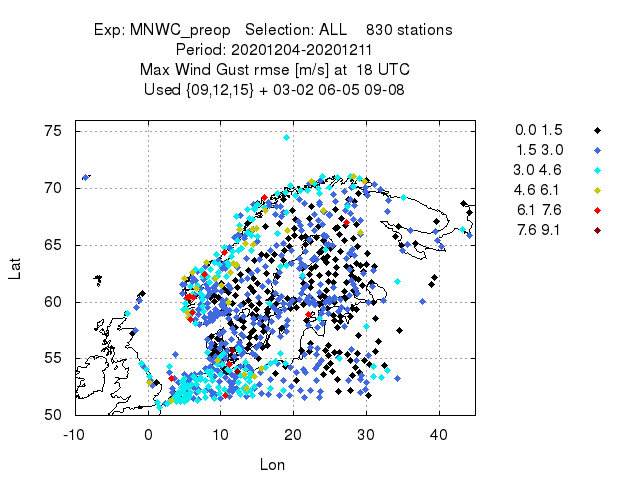 Exp: MNWC_preop   Selection: ALL    830 stations
Period: 20201204-20201211
Max Wind Gust rmse [m/s] at  18 UTC
Used {09,12,15} + 03-02 06-05 09-08
0.0 1.5
1.5 3.0
3.0 4.6
4.6 6.1
6.1 7.6
7.6 9.1
75
70
65
60
55
50
Lat
-10 0 10 20 30 40
Lon